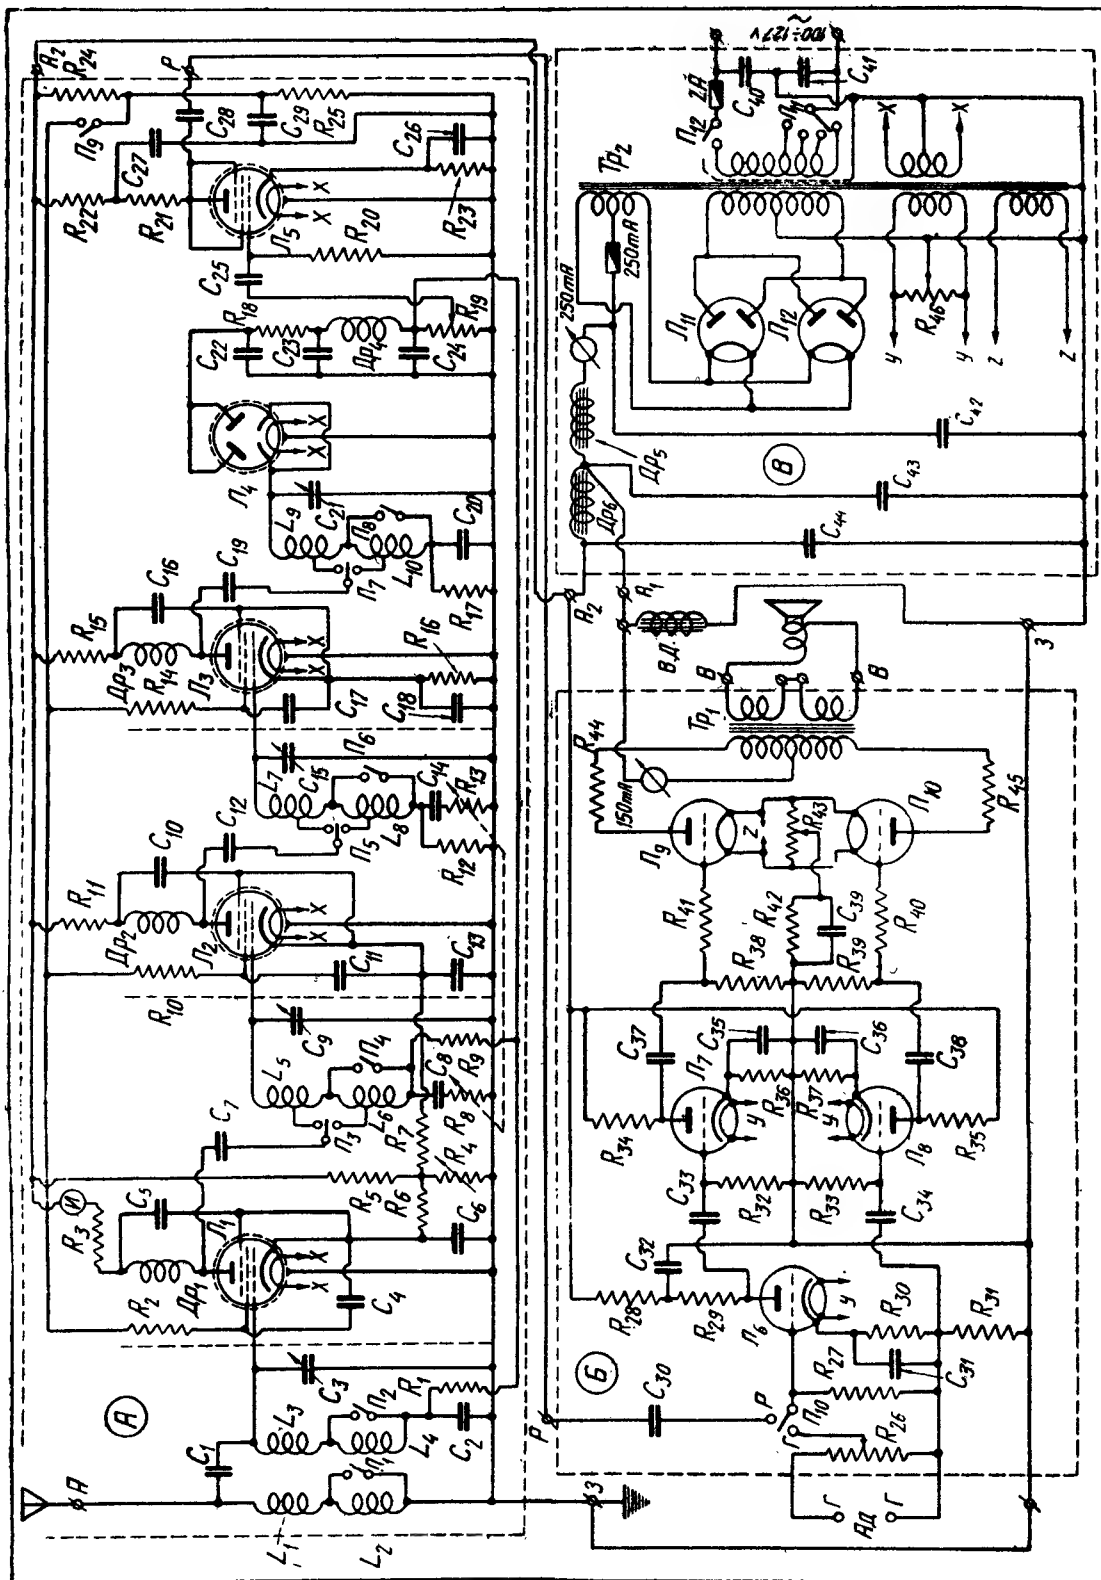 А
C₁
L₁
L₂
L₃
П₁
П₂
L₄
C₃
C₂
R₁
А
R₂
R₃
И
Др₁
C₅
Л₁
X
X
C₄
C₆
R₅
R₆
R₄
R₇
R₈
R₉
C₇
П₃
L₅
L₆
П₄
C₈
C₉
R₁₀
R₁₁
Др₂
C₁₀
Л₂
X
C₁₁
C₁₃
C₁₂
П₅
L₇
L₈
C₁₅
П₆
C₁₄
R₁₃
R₁₂
R₁₅
Др₃
R₁₄
C₁₆
Л₃
X
X
C₁₇
C₁₈
R₁₆
R₁₇
C₁₉
П₇
L₉
L₁₀
C₂₁
П₈
C₂₀
Л₄
X
X
C₂₂
R₁₈
C₂₃
Др₄
C₂₄
R₁₉
C₂₅
R₂₂
R₂₁
C₂₇
П₉
Л₅
X
X
R₂₀
R₂₃
C₂₆
R₂₄
R₂₅
C₂₈
C₂₉
A₂
Р
Р
З
Б
АД
Г
Г
R₂₆
R₂₇
П₁₀
Г
Р
C₃₀
Л₆
У
R₂₈
R₂₉
C₃₂
R₃₀
C₃₁
R₃₁
C₃₃
C₃₄
R₃₂
R₃₃
R₃₄
R₃₅
Л₇
Л₈
У
У
R₃₆
R₃₇
C₃₅
C₃₆
C₃₇
C₃₈
R₃₈
R₃₉
R₄₁
R₄₀
R₄₂
C₃₉
R₄₃
Z
Л₉
Л₁₀
R₄₄
R₄₅
150mA
Тр₁
В
В
В.Д.
A₂
A₁
З
В
Др₆
Др₅
C₄₄
C₄₃
C₄₂
250mA
250mA
Л₁₁
Л₁₂
Тр₂
R₄₆
У
У
Z
Z
П₁₂
2A
C₄₀
C₄₁
П₁₁
X
X
100÷127 v
~